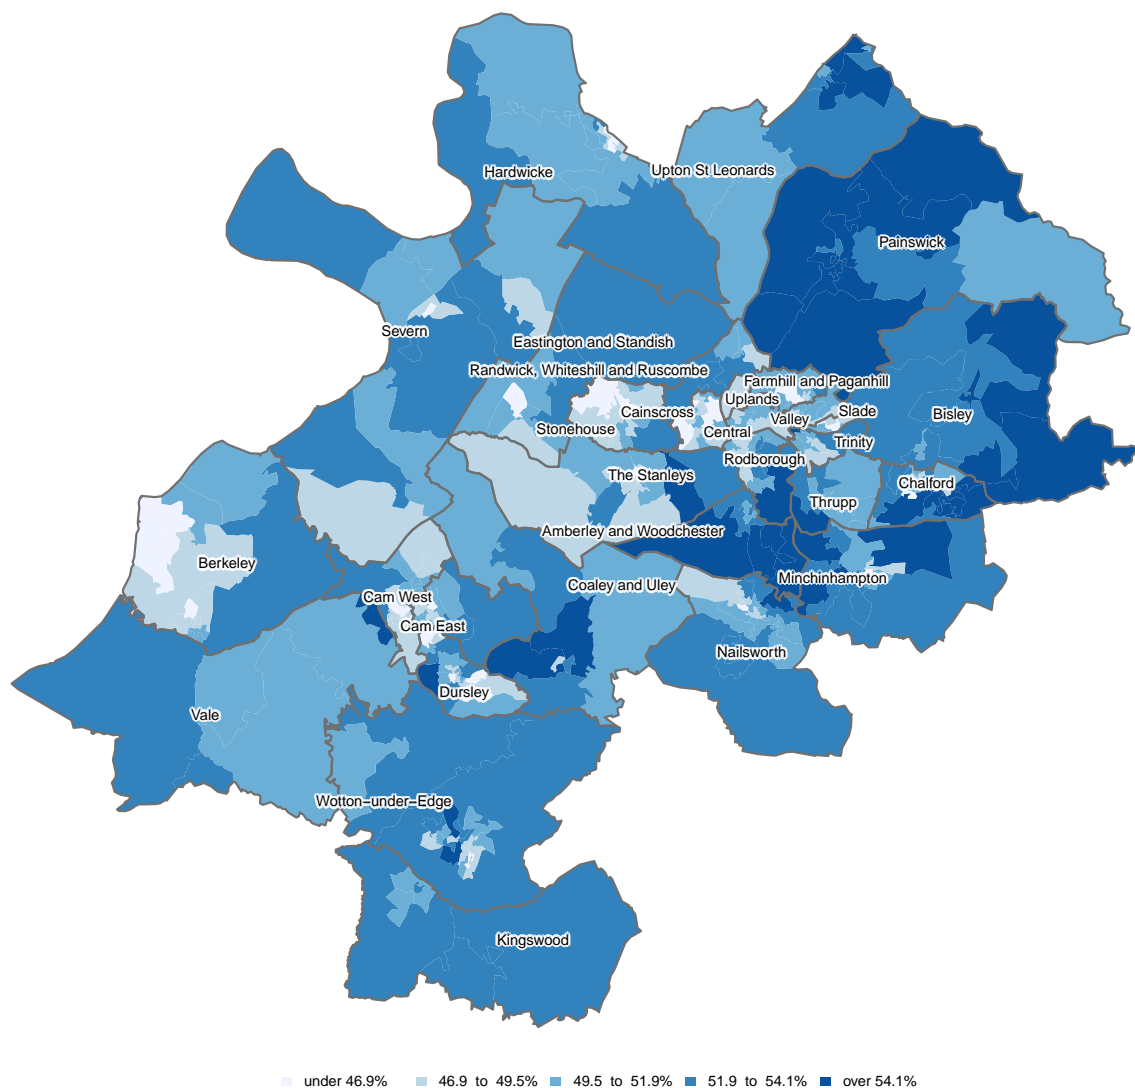 Hardwicke
Upton St Leonards
Painswick
Severn
Eastington and Standish
Randwick, Whiteshill and Ruscombe
Farmhill and Paganhill
Uplands
Cainscross
Slade
Bisley
Valley
Stonehouse
Central
Trinity
Rodborough
The Stanleys
Chalford
Thrupp
Amberley and Woodchester
Berkeley
Minchinhampton
Coaley and Uley
Cam West
Cam East
Nailsworth
Dursley
Vale
Wotton−under−Edge
Kingswood
under 46.9% 46.9 to 49.5% 49.5 to 51.9% 51.9 to 54.1% over 54.1%